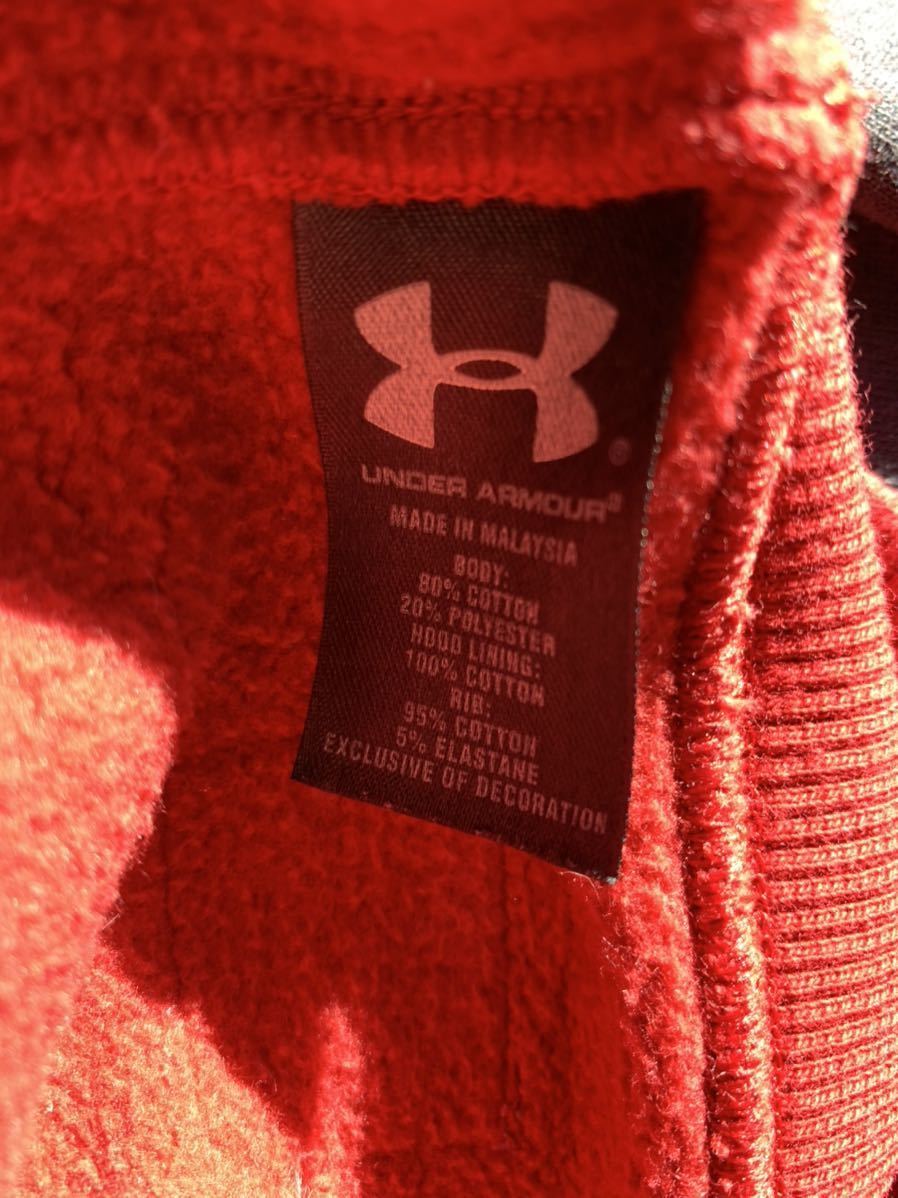 UNDER ARMOUR®
MADE IN MALAYSIA
BODY:
80% COTTON
20% POLYESTER
HOOD LINING:
100% COTTON
RIB:
95% COTTON
5% ELASTANE
EXCLUSIVE OF DECORATION